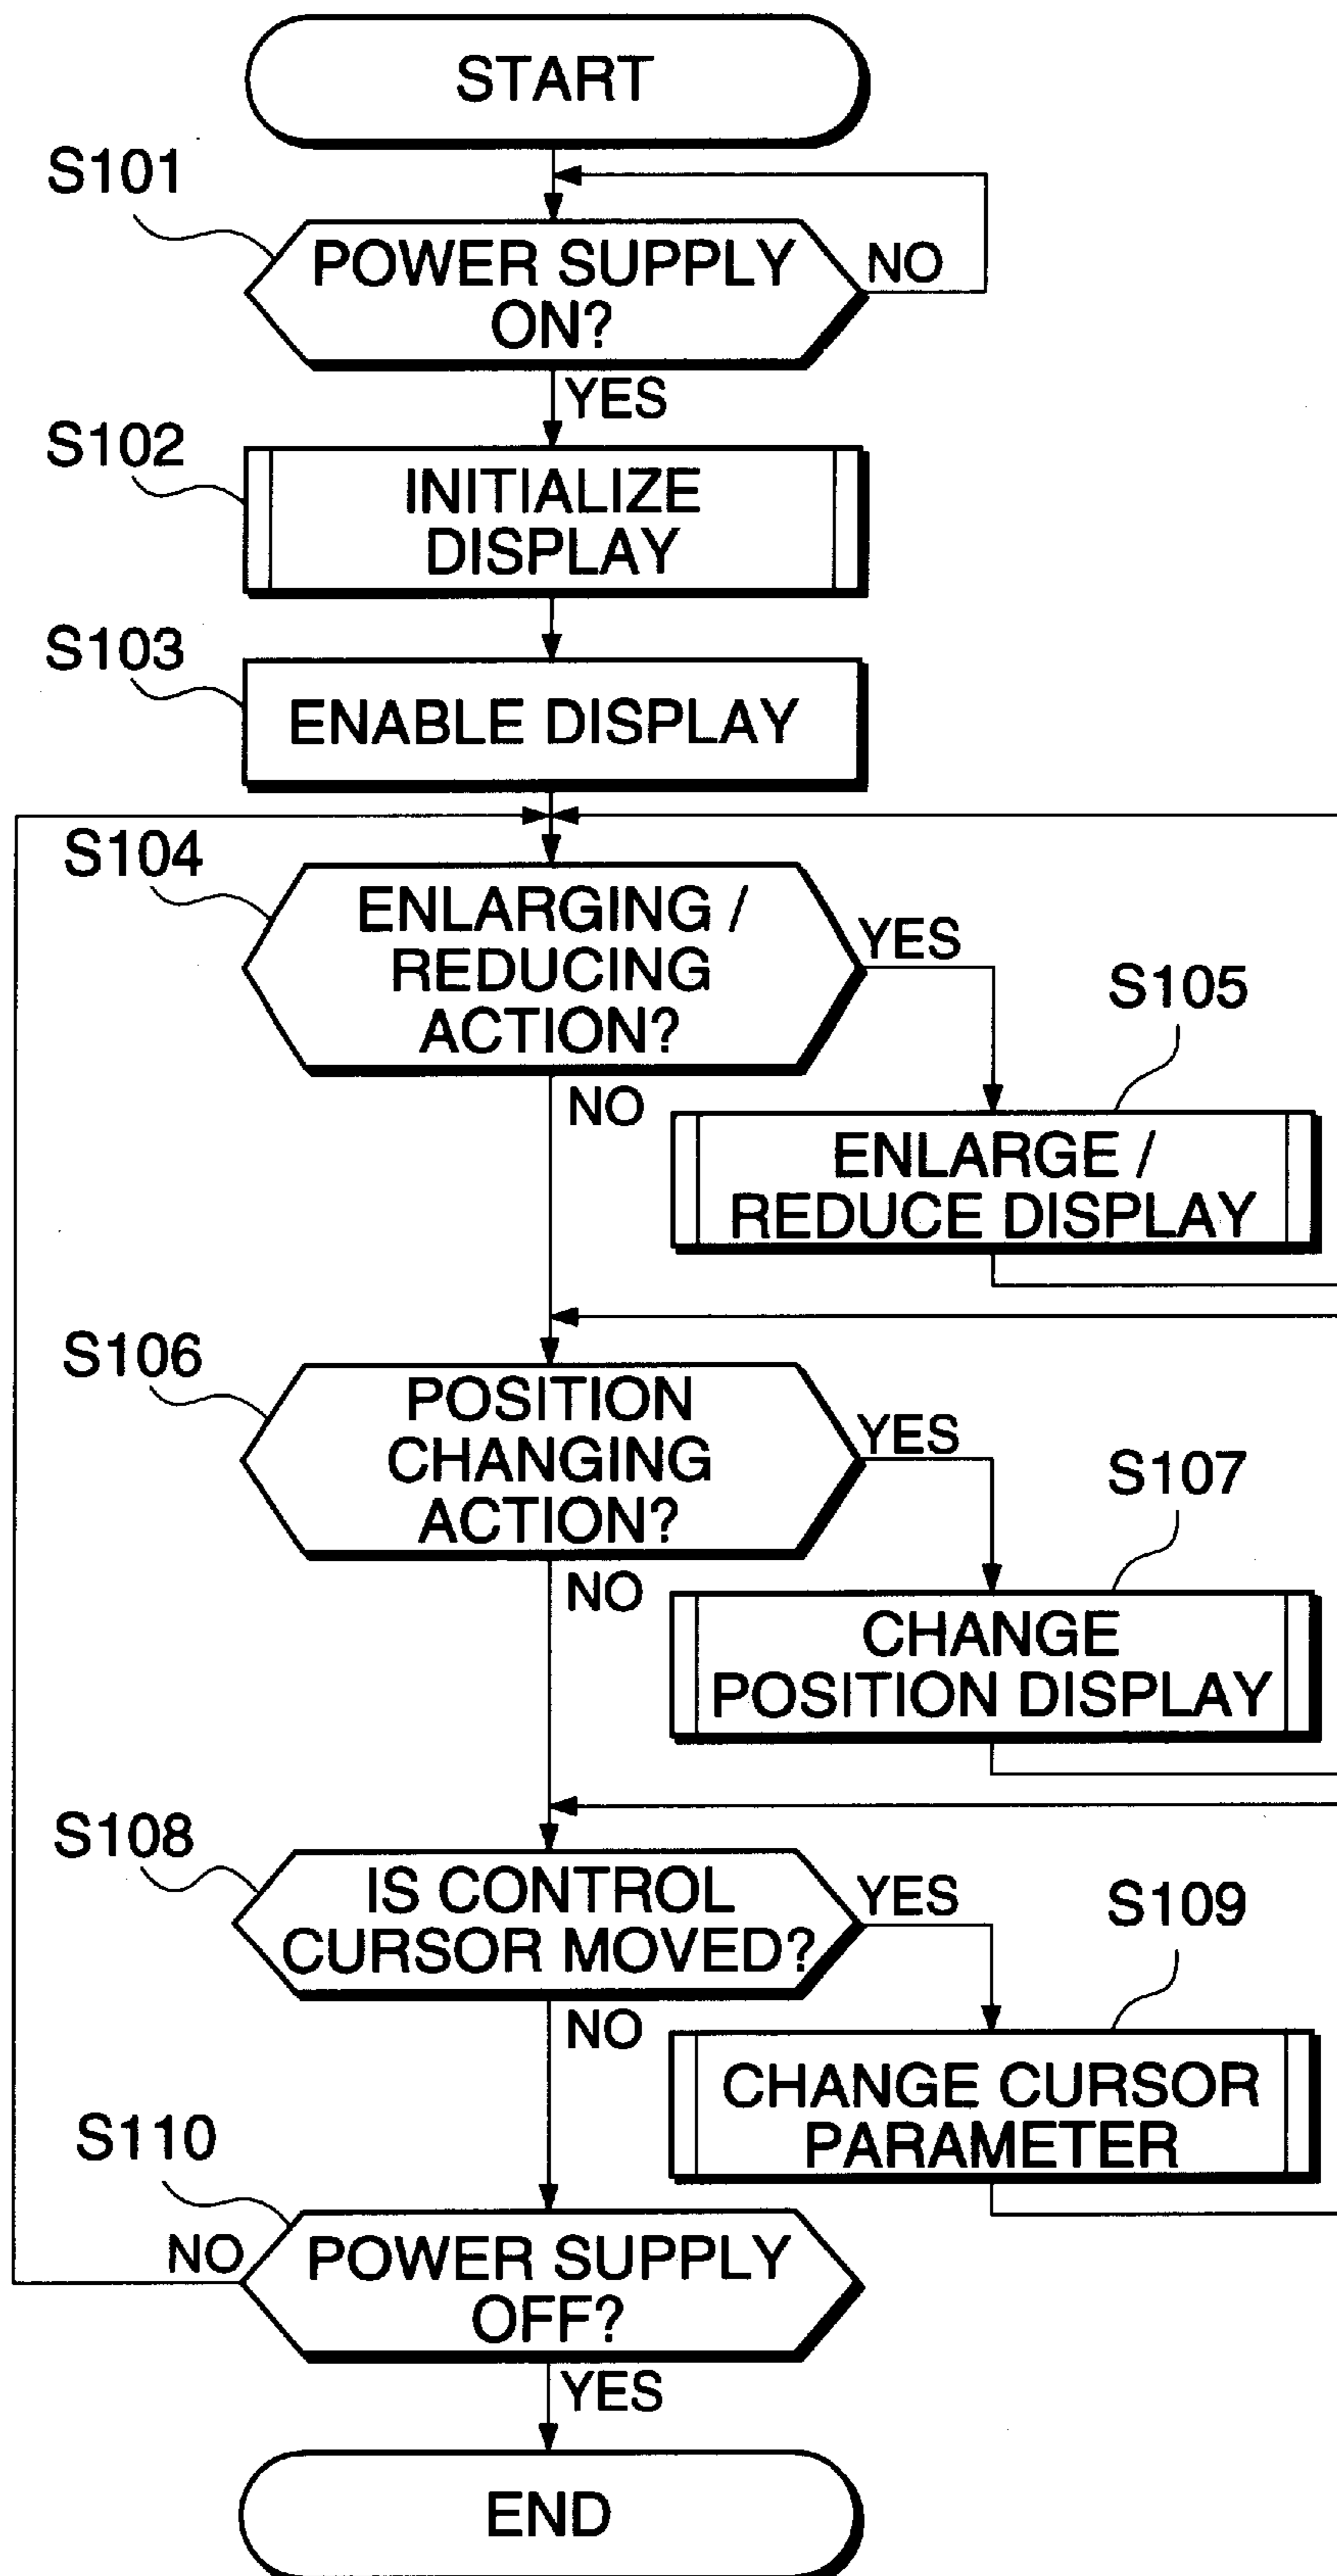 START
S101
POWER SUPPLY
ON?
NO
YES
S102
INITIALIZE
DISPLAY
S103
ENABLE DISPLAY
S104
ENLARGING /
REDUCING
ACTION?
YES
NO
S105
ENLARGE /
REDUCE DISPLAY
S106
POSITION
CHANGING
ACTION?
YES
NO
S107
CHANGE
POSITION DISPLAY
S108
IS CONTROL
CURSOR MOVED?
YES
NO
S109
CHANGE CURSOR
PARAMETER
S110
NO
POWER SUPPLY
OFF?
YES
END